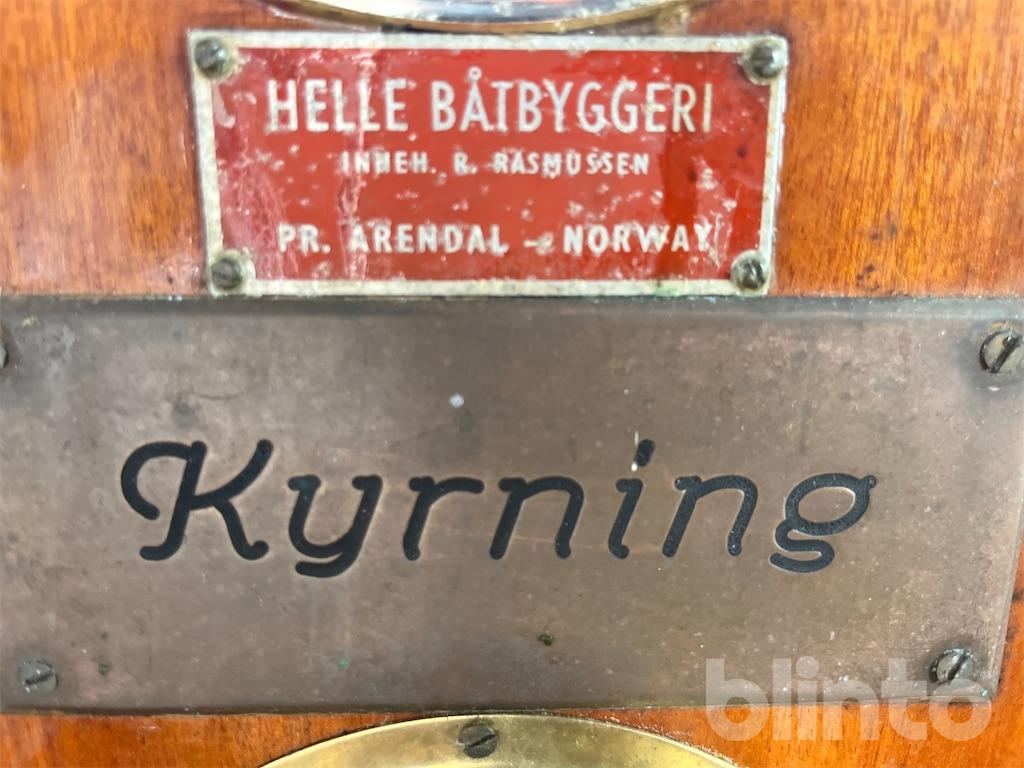 HELLE BÅTBYGGERI
INNEH. R. RASMUSSEN
PR. ARENDAL - NORWAY
Kyrning
blinto